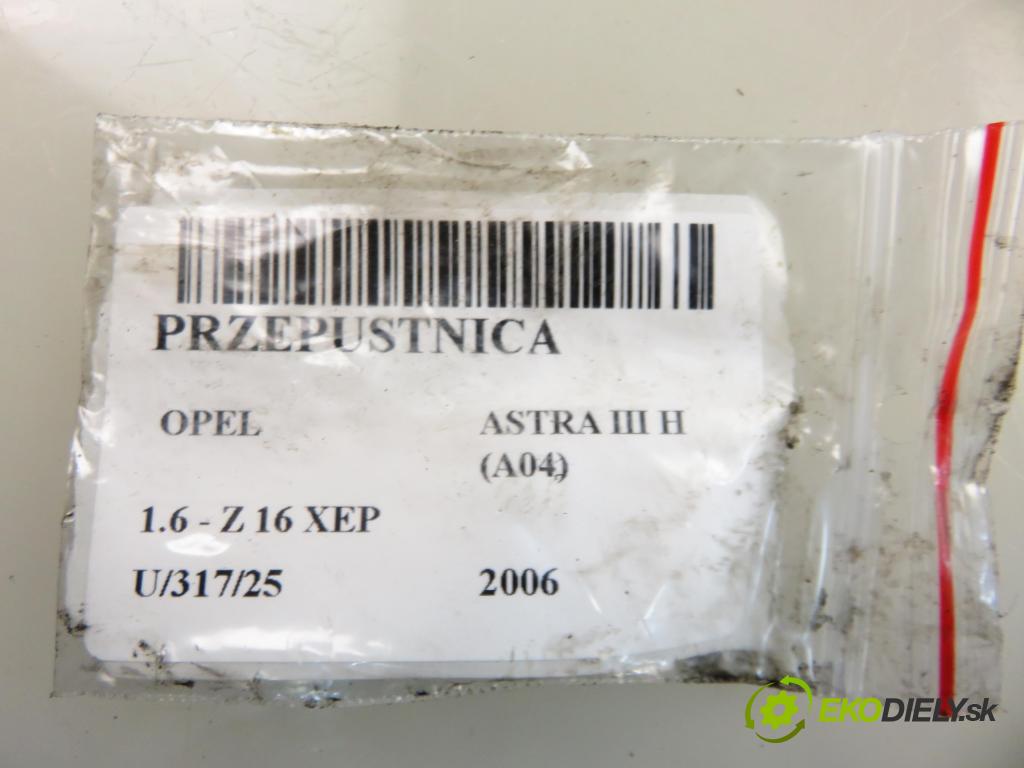 PRZEPUSTNICA
OPEL ASTRA III H
(A04)
1.6 - Z 16 XEP
U/317/25 2006
EKODIELY.sk